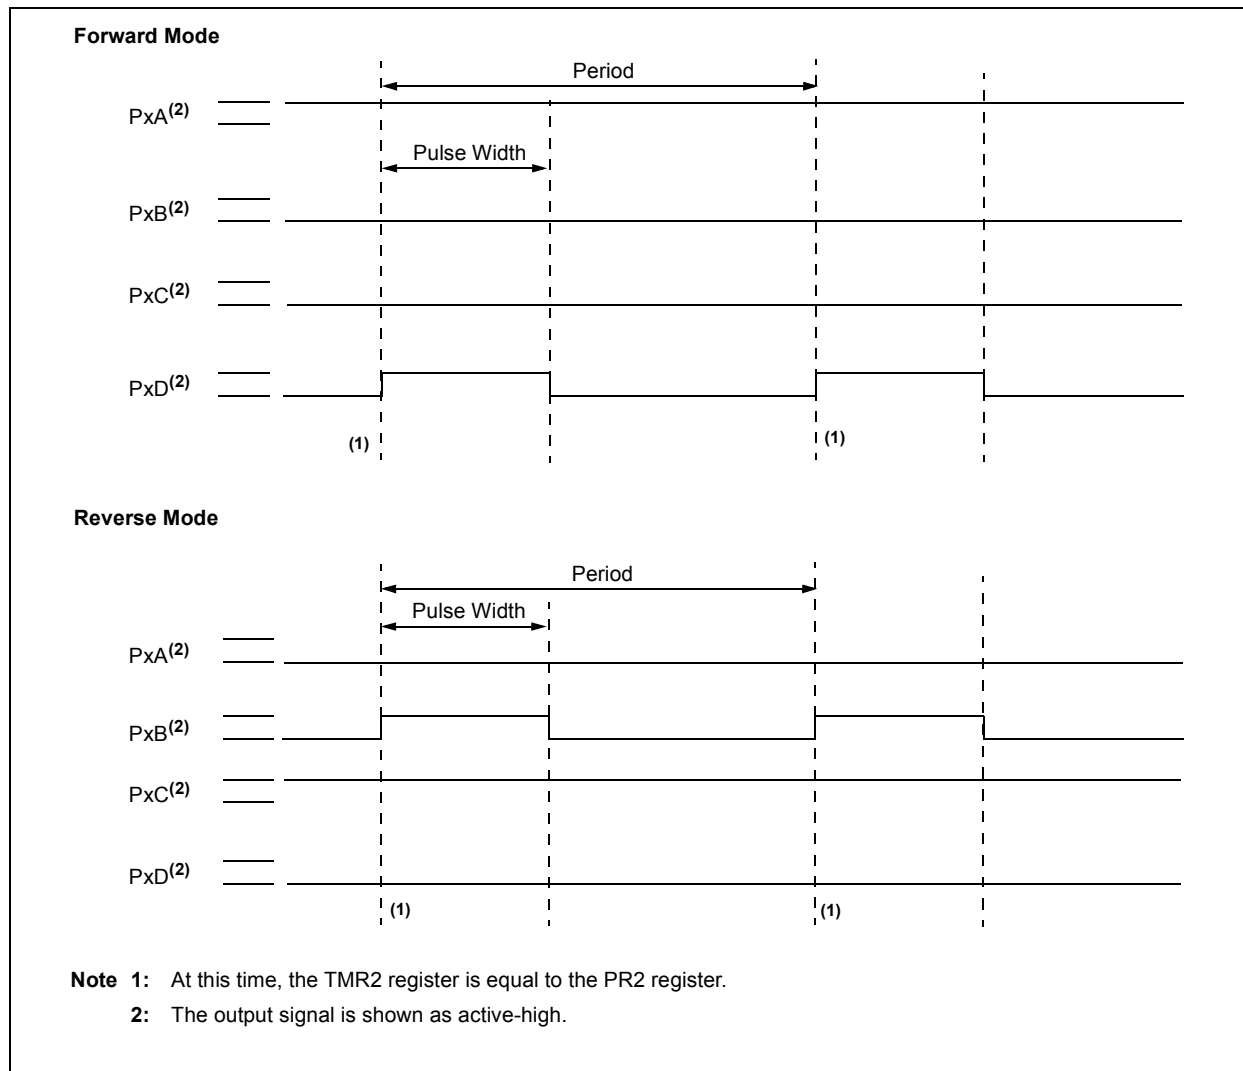 Forward Mode
Period
PxA(2)
Pulse Width
PxB(2)
PxC(2)
PxD(2)
(1)
(1)
Reverse Mode
Period
Pulse Width
PxA(2)
PxB(2)
PxC(2)
PxD(2)
(1)
(1)
Note 1: At this time, the TMR2 register is equal to the PR2 register.
2: The output signal is shown as active-high.